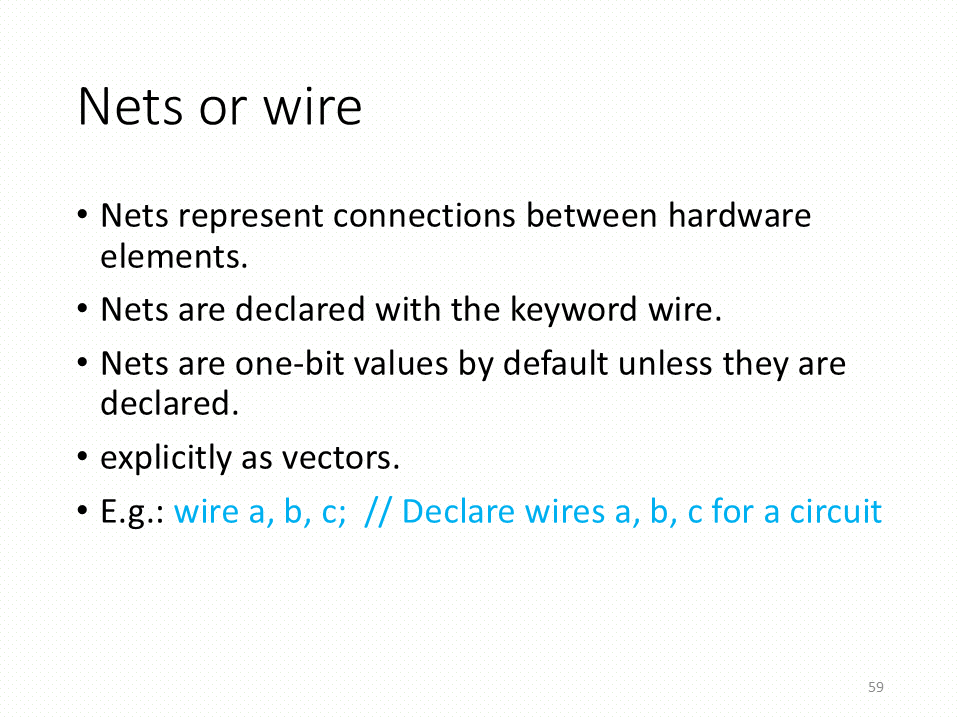 Nets or wire
• Nets represent connections between hardware
elements.
• Nets are declared with the keyword wire.
• Nets are one-bit values by default unless they are
declared.
• explicitly as vectors.
• E.g.: wire a, b, c;  // Declare wires a, b, c for a circuit
59